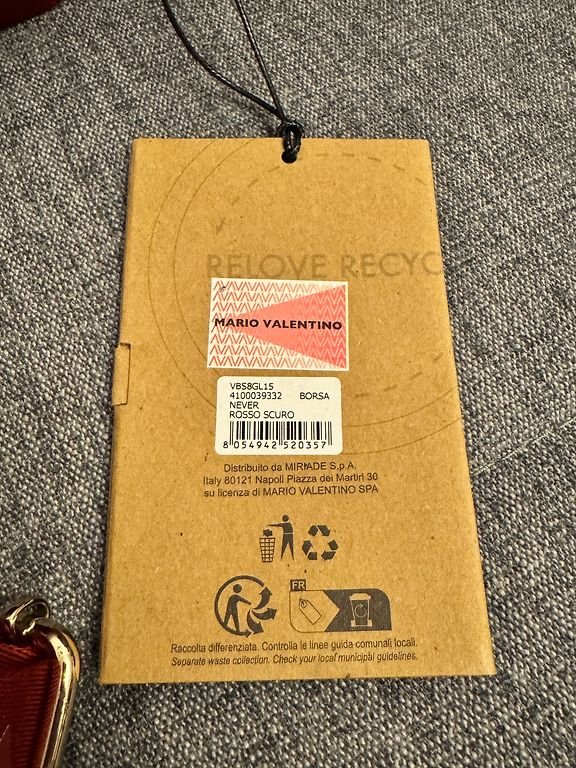 RELOVE RECYC
MARIO VALENTINO
VBS8GL15
4100039332 BORSA
NEVER
ROSSO SCURO
8 054942 520357
Distribuito da MIRIADE S.p.A.
Italy 80121 Napoli Piazza dei Martiri 30
su licenza di MARIO VALENTINO SPA
FR
Raccolta differenziata. Controlla le linee guida comunali locali.
Separate waste collection. Check your local municipal guidelines.